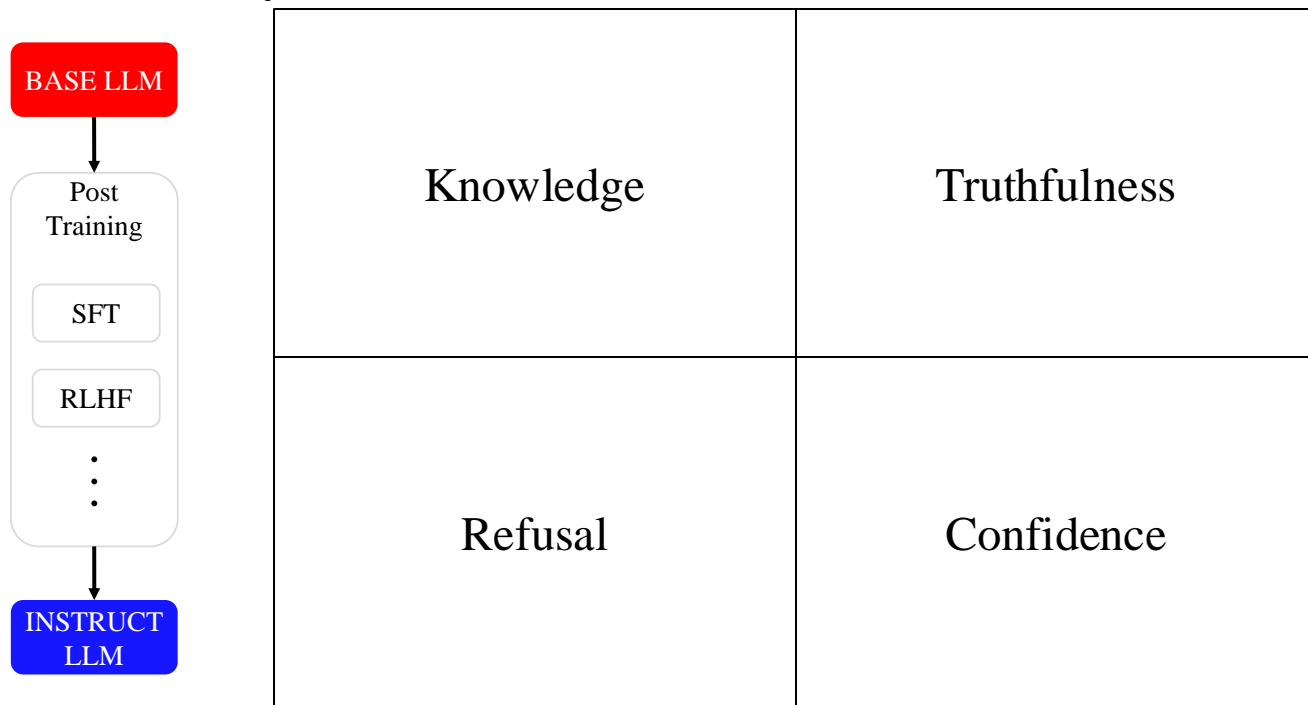 BASE LLM
Post
Training
SFT
RLHF
INSTRUCT
LLM
Knowledge
Truthfulness
Refusal
Confidence